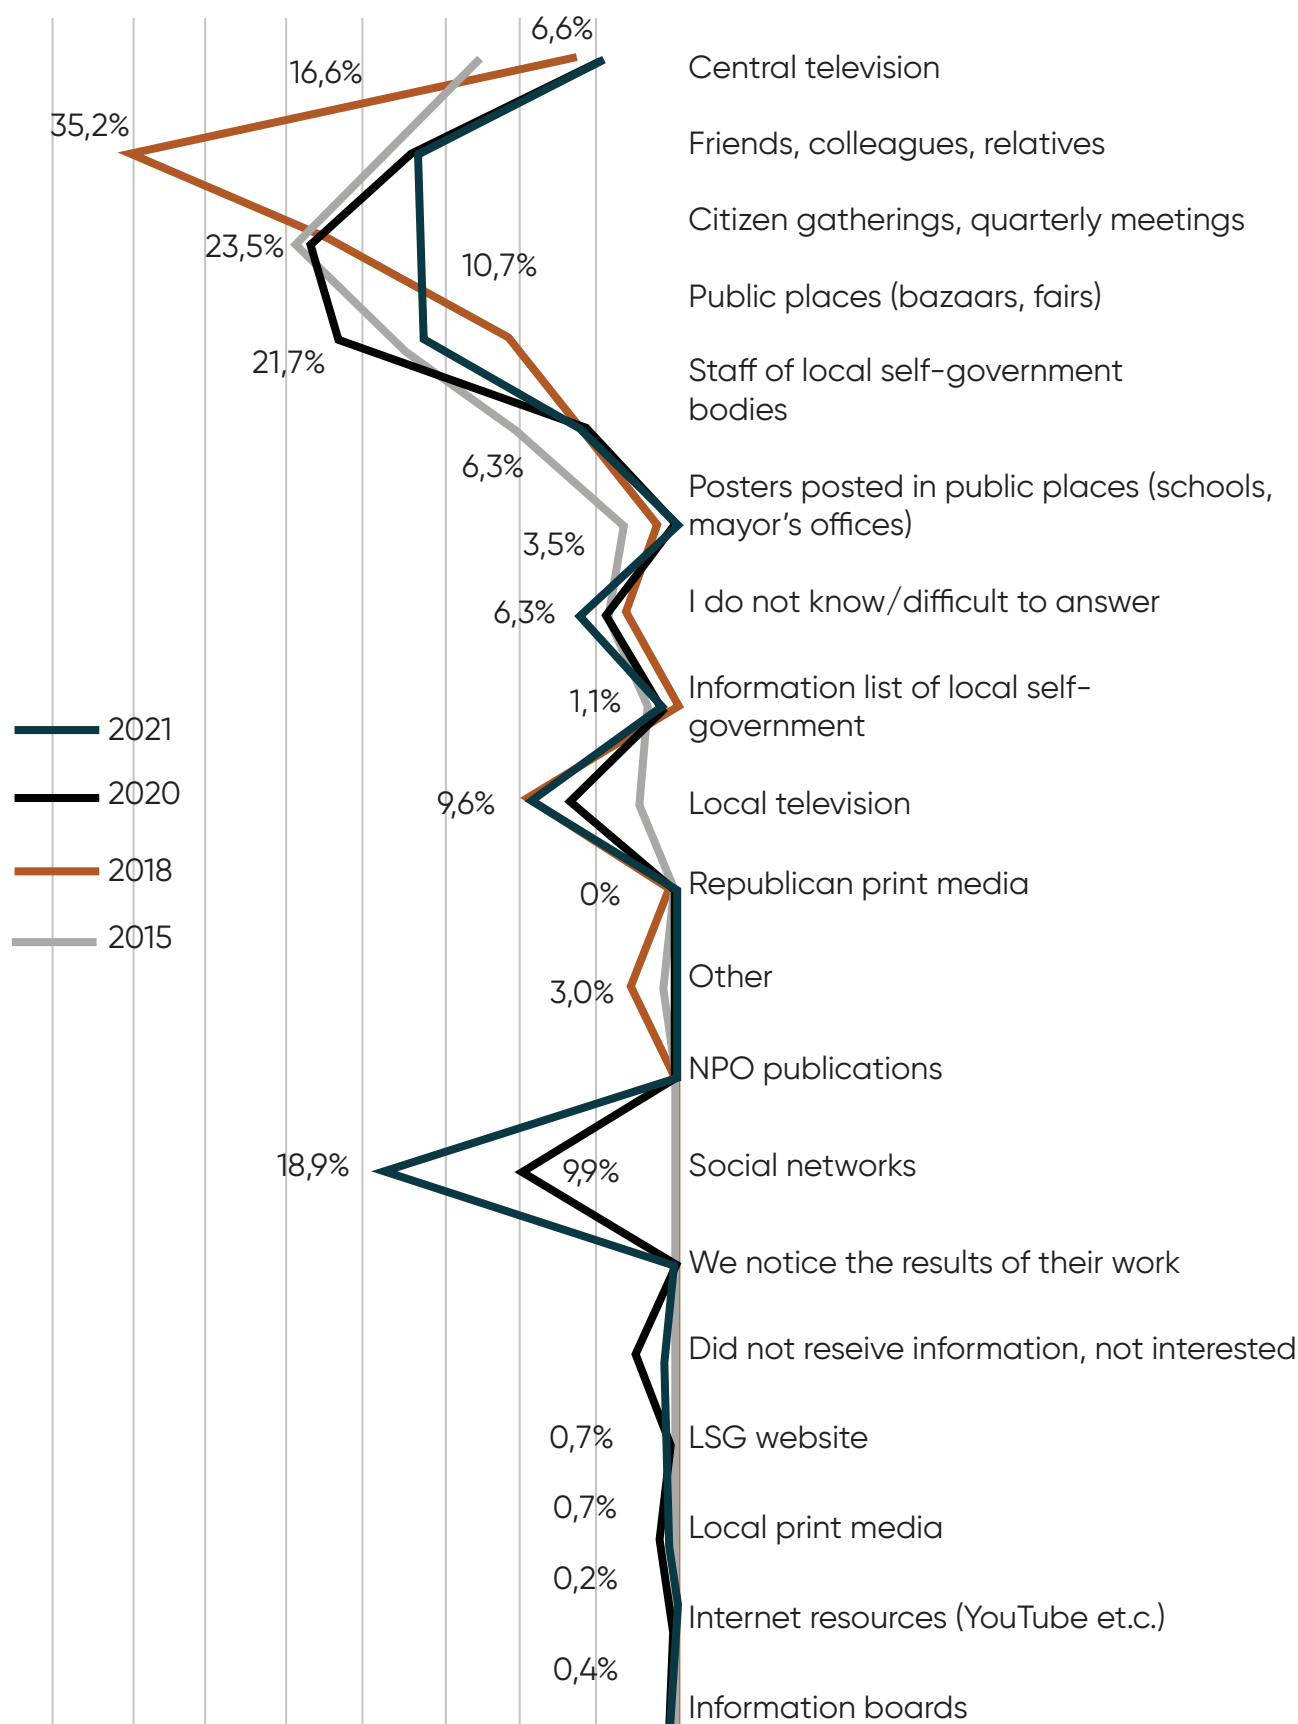 6,6%
Central television
16,6%
35,2%
Friends, colleagues, relatives
Citizen gatherings, quarterly meetings
23,5%
10,7%
Public places (bazaars, fairs)
21,7%
Staff of local self-government
bodies
6,3%
Posters posted in public places (schools,
mayor's offices)
3,5%
I do not know/difficult to answer
6,3%
Information list of local self-
government
1,1%
2021
2020
2018
2015
9,6%
Local television
0%
Republican print media
3,0%
Other
NPO publications
18,9%
9,9%
Social networks
We notice the results of their work
Did not reseive information, not interested
0,7%
LSG website
0,7%
Local print media
0,2%
Internet resources (YouTube et.c.)
0,4%
Information boards